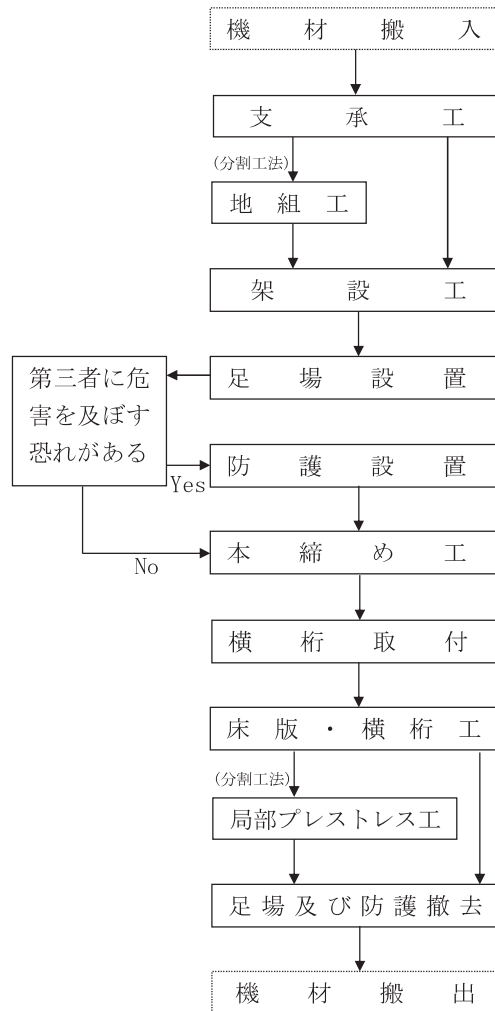 機材搬入
支承工
(分割工法)
地組工
架設工
足場設置
第三者に危
害を及ぼす
恐れがある
Yes
防護設置
No
本締め工
横桁取付
床版・横桁工
(分割工法)
局部プレストレス工
足場及び防護撤去
機材搬出